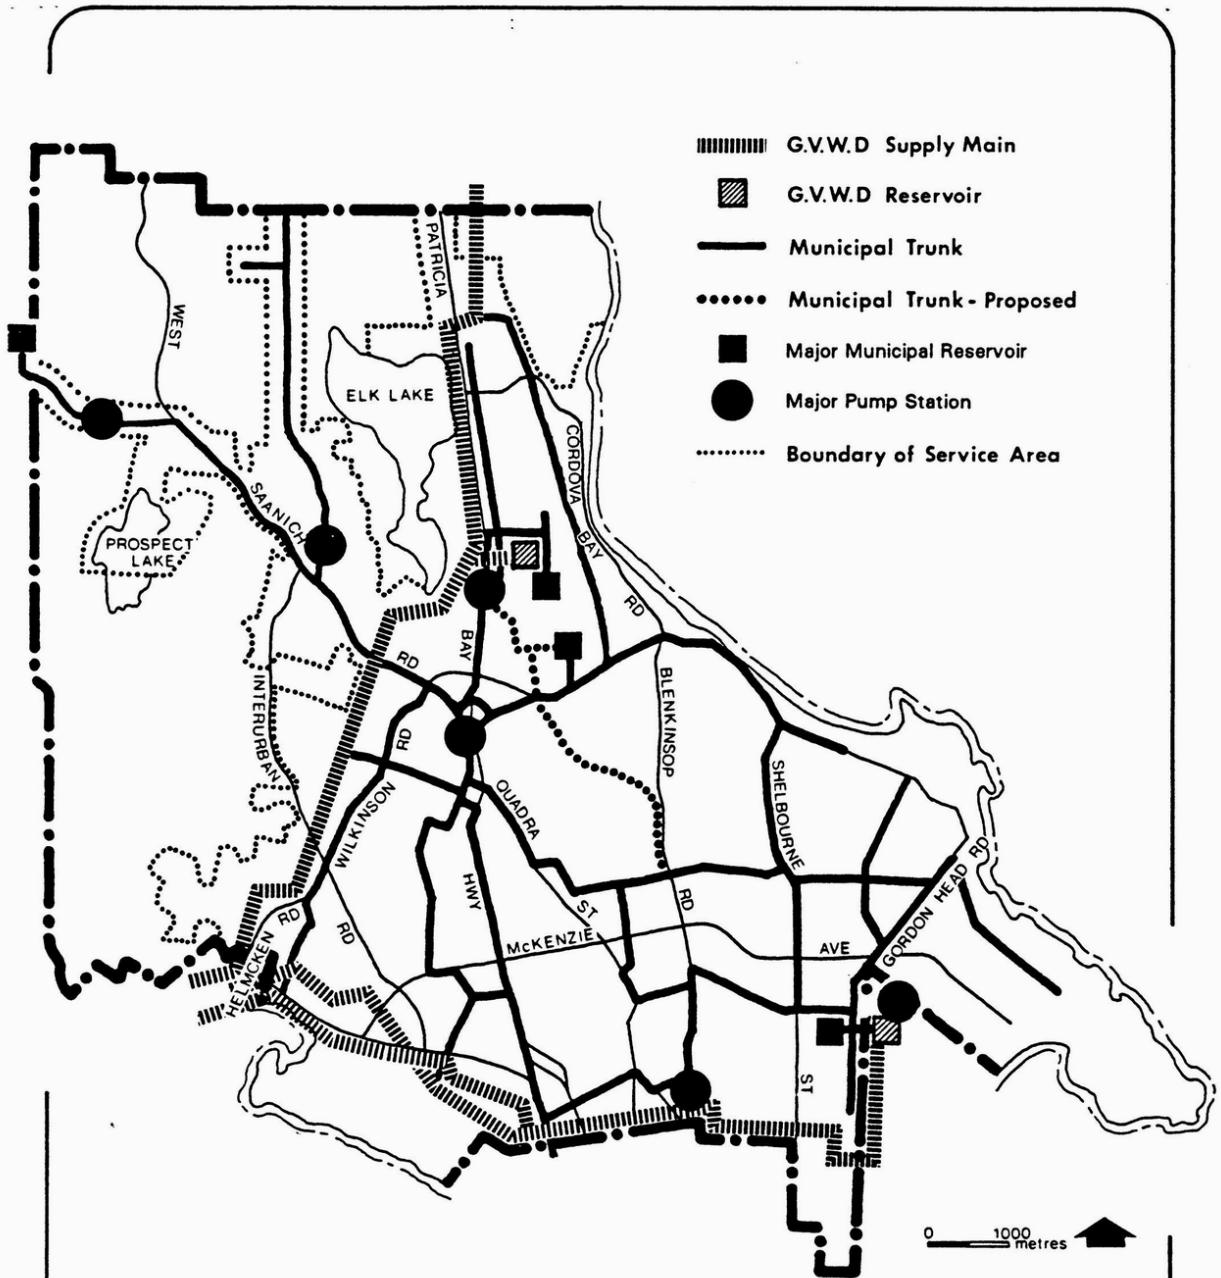 G.V.W.D Supply Main
G.V.W.D Reservoir
Municipal Trunk
Municipal Trunk - Proposed
Major Municipal Reservoir
Major Pump Station
Boundary of Service Area
PATRICIA
WEST
ELK LAKE
CORDOVA
BAY
RD
SAANICH
RD
PROSPECT
LAKE
BAY
INTERURBAN
RD
WILKINSON
RD
BLENKINSOP
RD
QUADRA
ST
SHELBOURNE
ST
HWY
McKENZIE
AVE
GORDON HEAD RD
HELMCKEN
RD
0 1000
metres